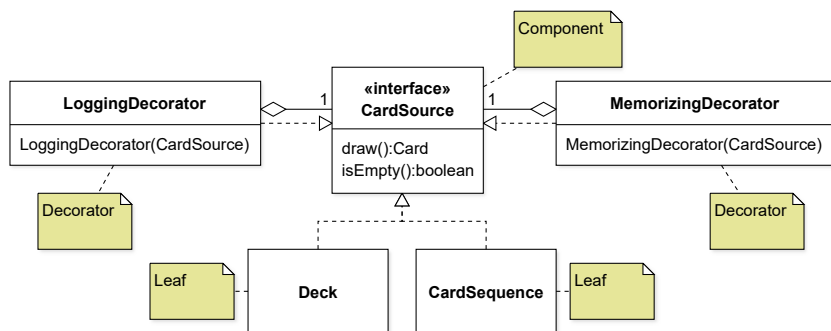 Component
LoggingDecorator
LoggingDecorator(CardSource)
1
«interface»
CardSource
draw():Card
isEmpty():boolean
1
MemorizingDecorator
MemorizingDecorator(CardSource)
Decorator
Decorator
Leaf
Deck
CardSequence
Leaf